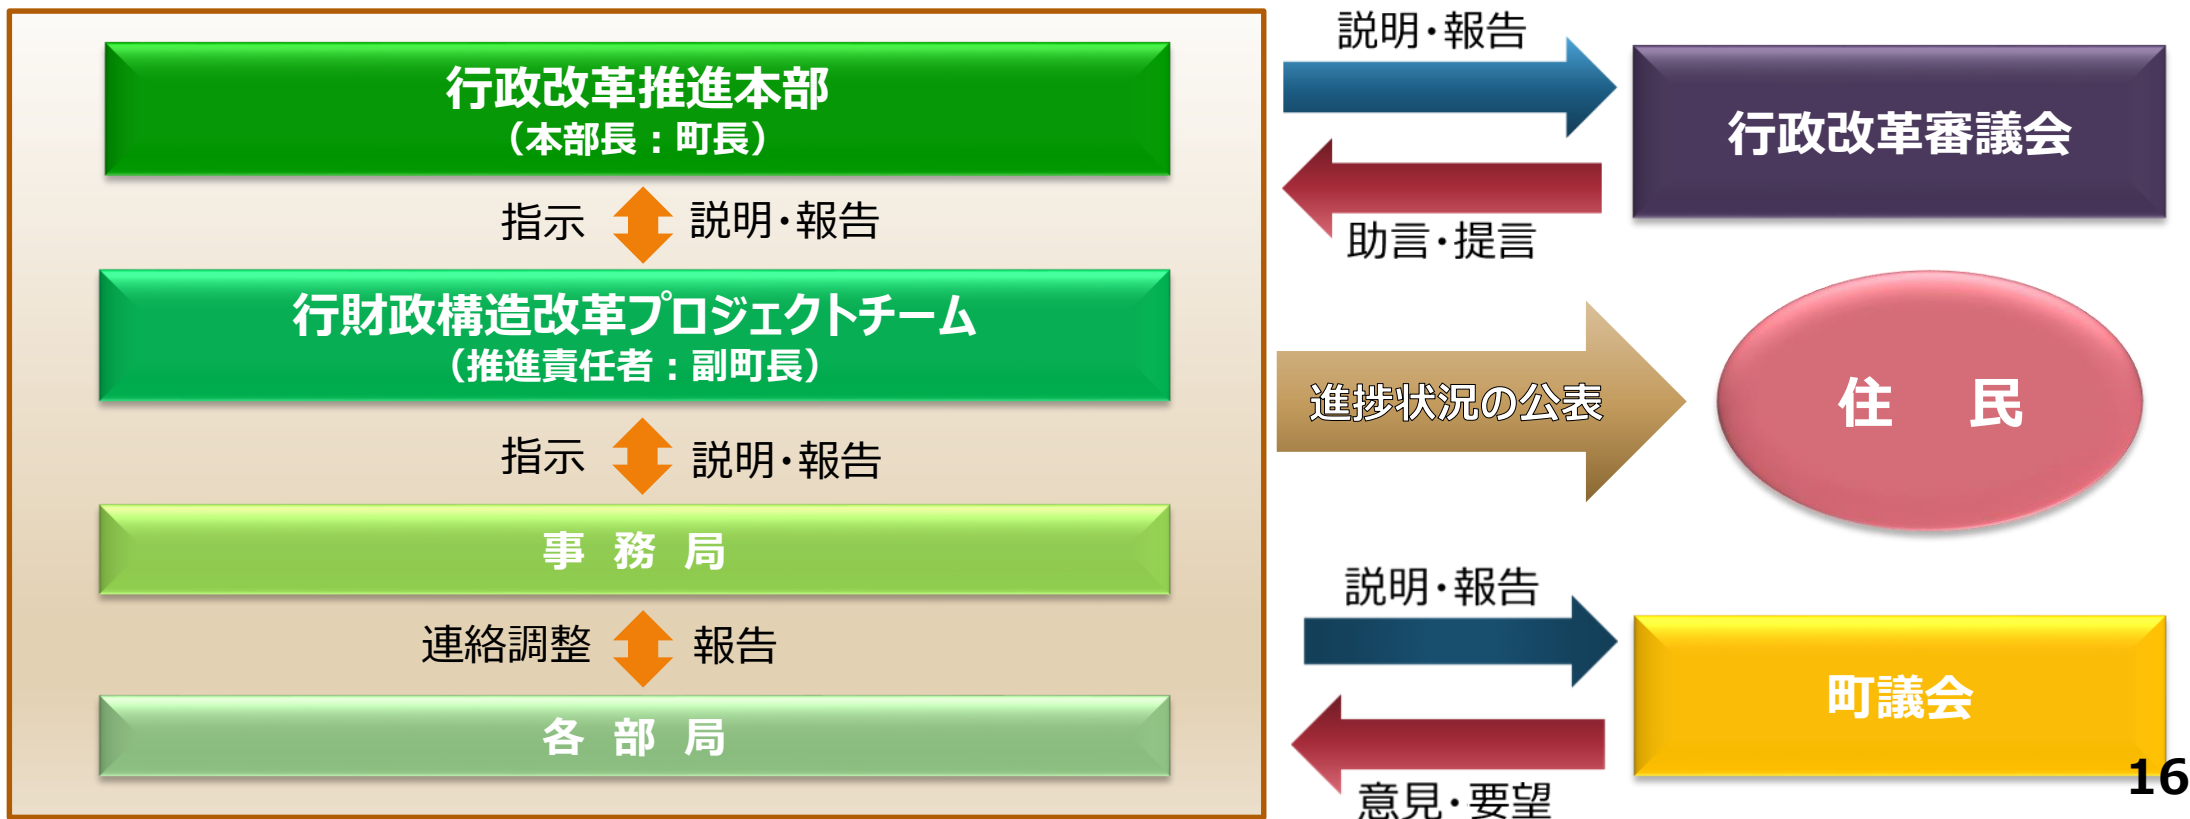 行政改革推進本部
（本部長：町長）
指示
説明・報告
行財政構造改革プロジェクトチーム
（推進責任者：副町長）
指示
説明・報告
事 務 局
連絡調整
報告
各 部 局
説明・報告
行政改革審議会
助言・提言
進捗状況の公表
住 民
説明・報告
町議会
意見・要望
16